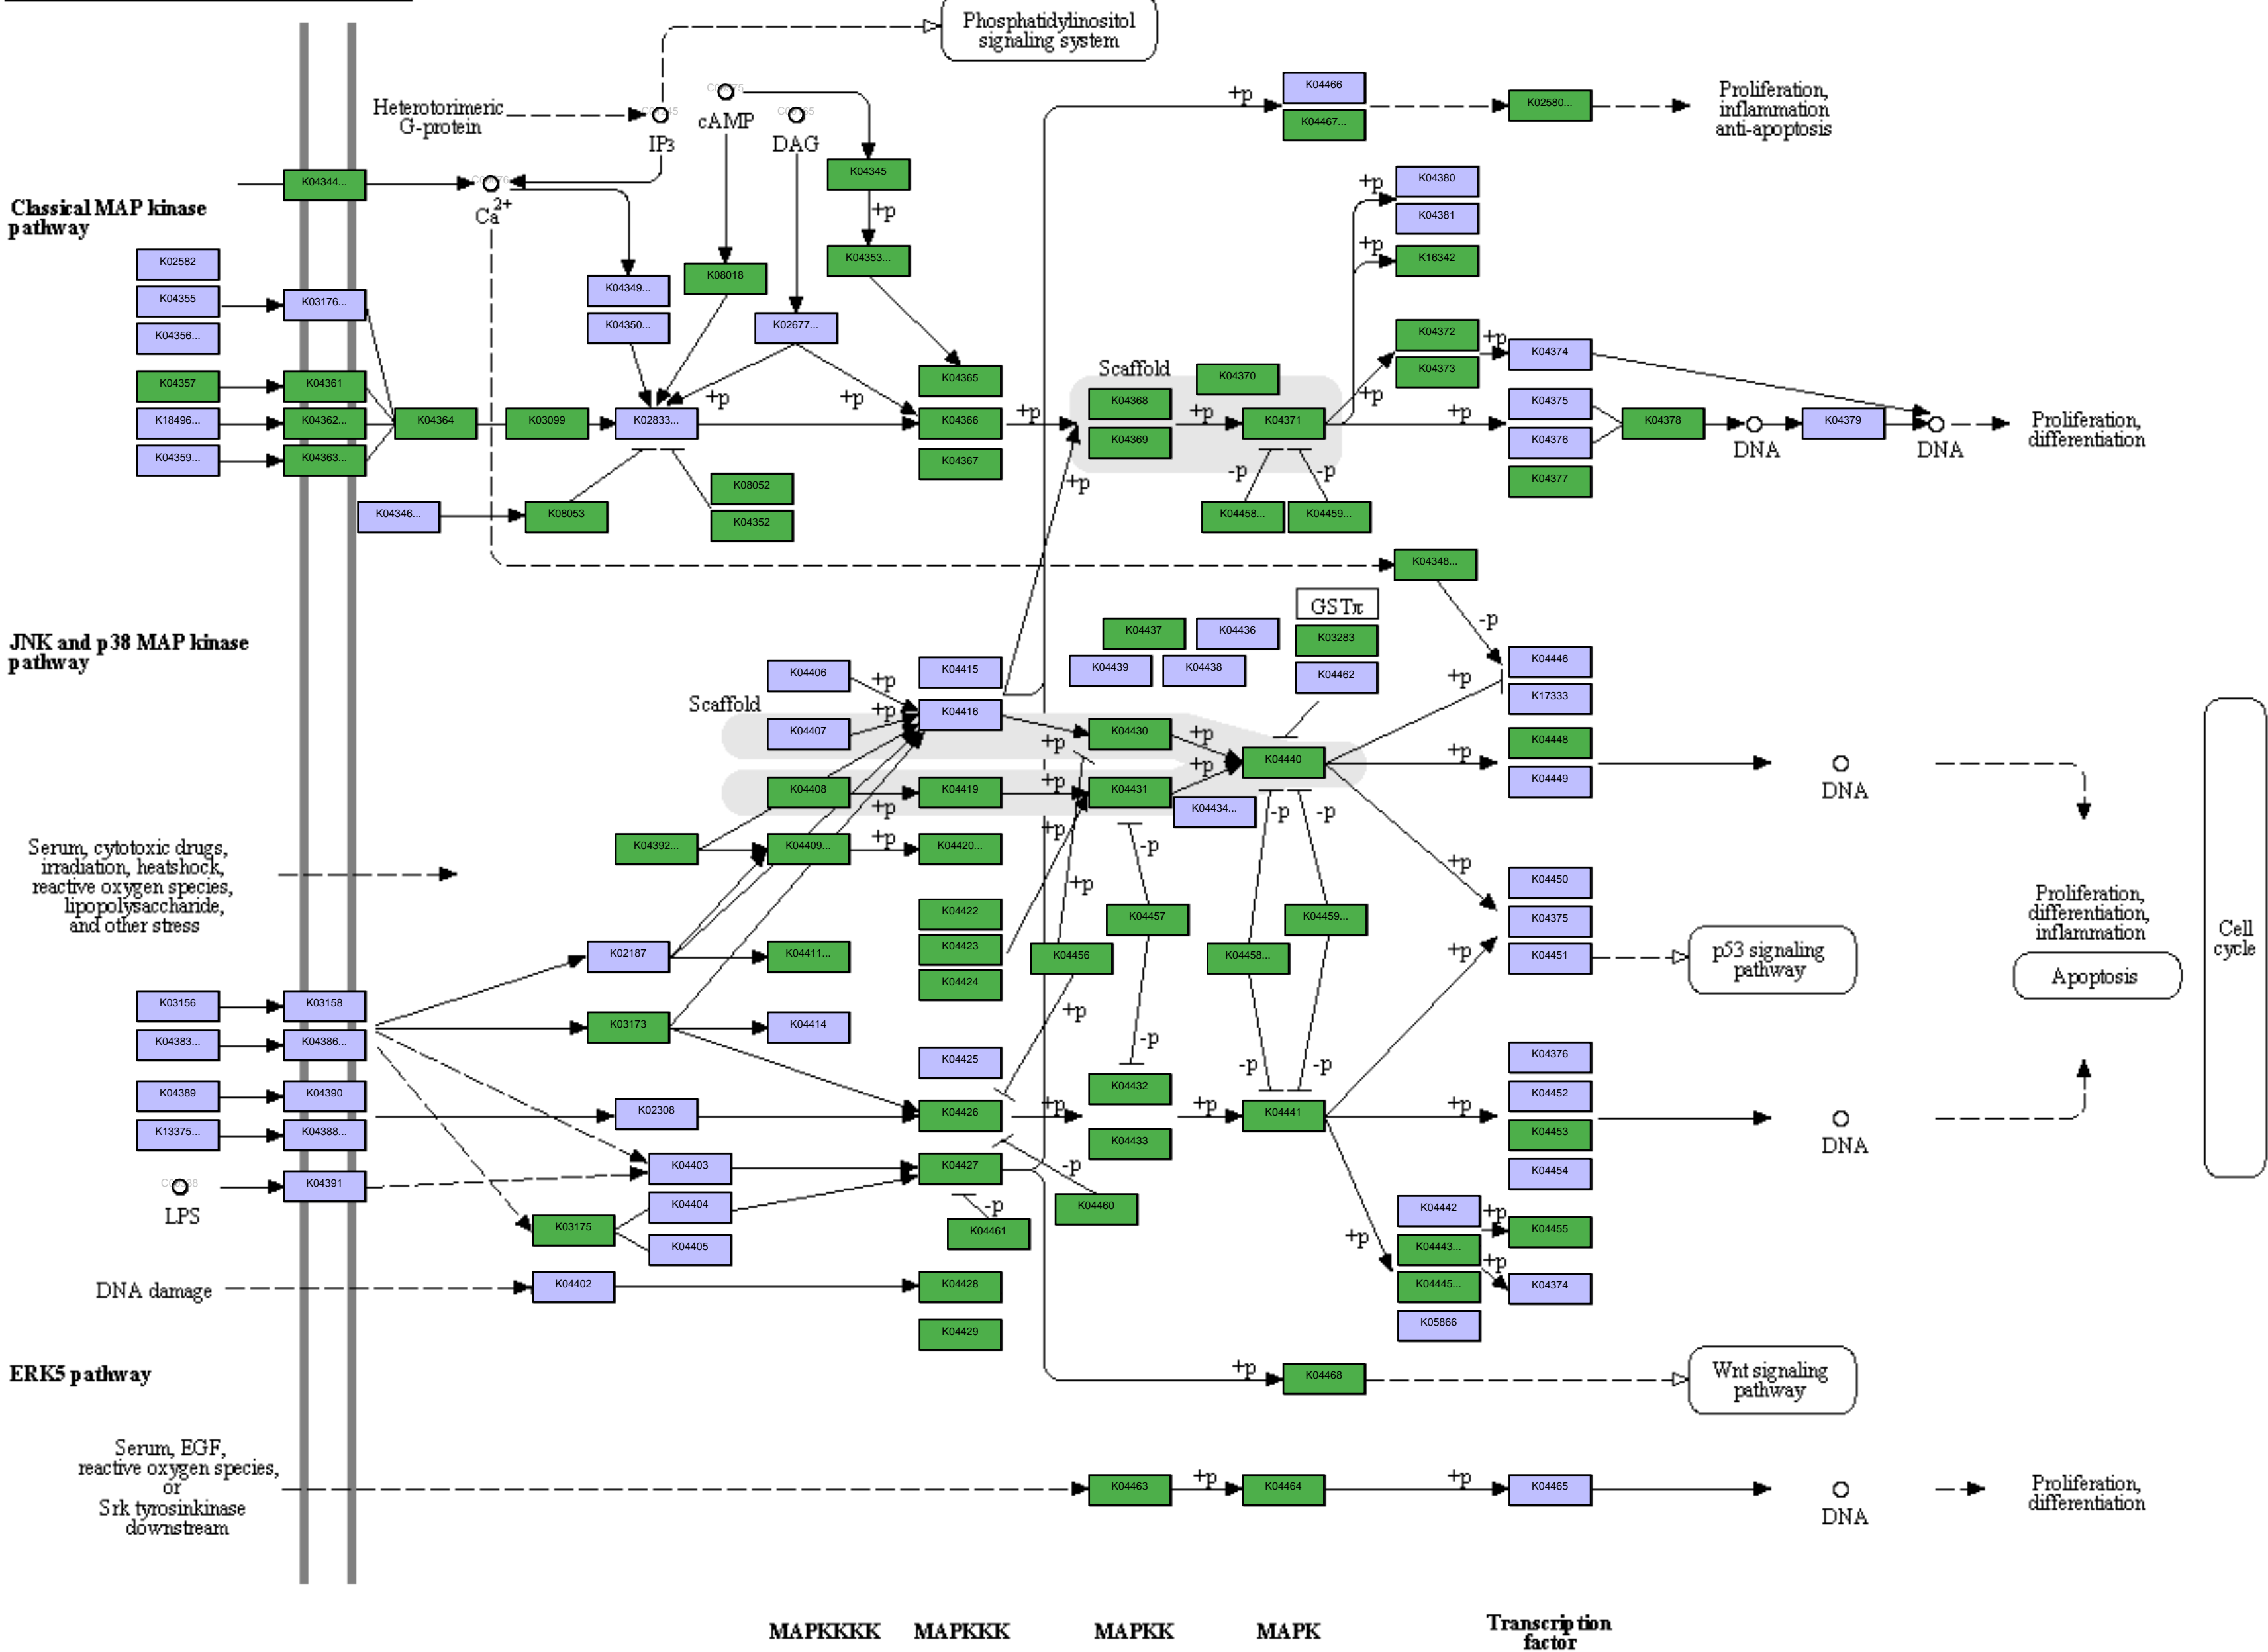 Phosphatidylinositol
signaling system
Heterotorimeric
G-protein
IP3
cAMP
DAG
+p
K04466
K04467...
K02580...
Proliferation,
inflammation
anti-apoptosis
K04344...
Ca2+
K04345
+p
K04353...
+p
K04380
K04381
+p
K16342
Classical MAP kinase
pathway
K02582
K04355
K04356...
K03176...
K04349...
K04350...
K08018
K02677...
K04357
K18496...
K04359...
K04361
K04362...
K04363...
K04364
K03099
K02833...
+p
+p
K04365
K04366
K04367
+p
Scaffold
K04368
K04369
+p
K04370
K04371
+p
+p
K04372
K04373
+p
K04374
K04375
K04376
K04377
K04378
DNA
K04379
DNA
Proliferation,
differentiation
K04346...
K08053
K08052
K04352
+p
-p
-p
K04458...
K04459...
K04348...
-p
JNK and p38 MAP kinase
pathway
GSTπ
K03283
K04462
K04437
K04436
K04439
K04438
K04406
K04407
+p
+p
K04415
K04416
Scaffold
+p
K04430
+p
K04440
+p
K04446
K17333
K04448
K04449
+p
DNA
K04408
+p
K04419
+p
K04431
+p
K04434...
K04392...
K04409...
+p
K04420...
+p
-p
-p
-p
Serum, cytotoxic drugs,
irradiation, heatshock,
reactive oxygen species,
lipopolysaccharide,
and other stress
+p
K04422
K04423
K04424
K04457
K04456
K04459...
K04458...
+p
K04450
K04375
K04451
+p
p53 signaling
pathway
Proliferation,
differentiation,
inflammation
Apoptosis
Cell
cycle
K02187
K04411...
K03156
K03158
K04383...
K04386...
K03173
K04414
+p
-p
-p
-p
K04425
K04389
K04390
K13375...
K04388...
K02308
K04426
+p
K04432
K04433
+p
K04441
+p
K04376
K04452
K04453
K04454
DNA
LPS
K04391
K04403
K04404
K04405
K03175
K04427
-p
K04460
-p
K04461
+p
K04442
K04443...
K04445...
K05866
+p
+p
K04455
K04374
DNA damage
K04402
K04428
K04429
ERK5 pathway
+p
K04468
Wnt signaling
pathway
Serum, EGF,
reactive oxygen species,
or
Srk tyrosinkinase
downstream
K04463
+p
K04464
+p
K04465
DNA
Proliferation,
differentiation
MAPKKKK
MAPKKK
MAPKK
MAPK
Transcription
factor